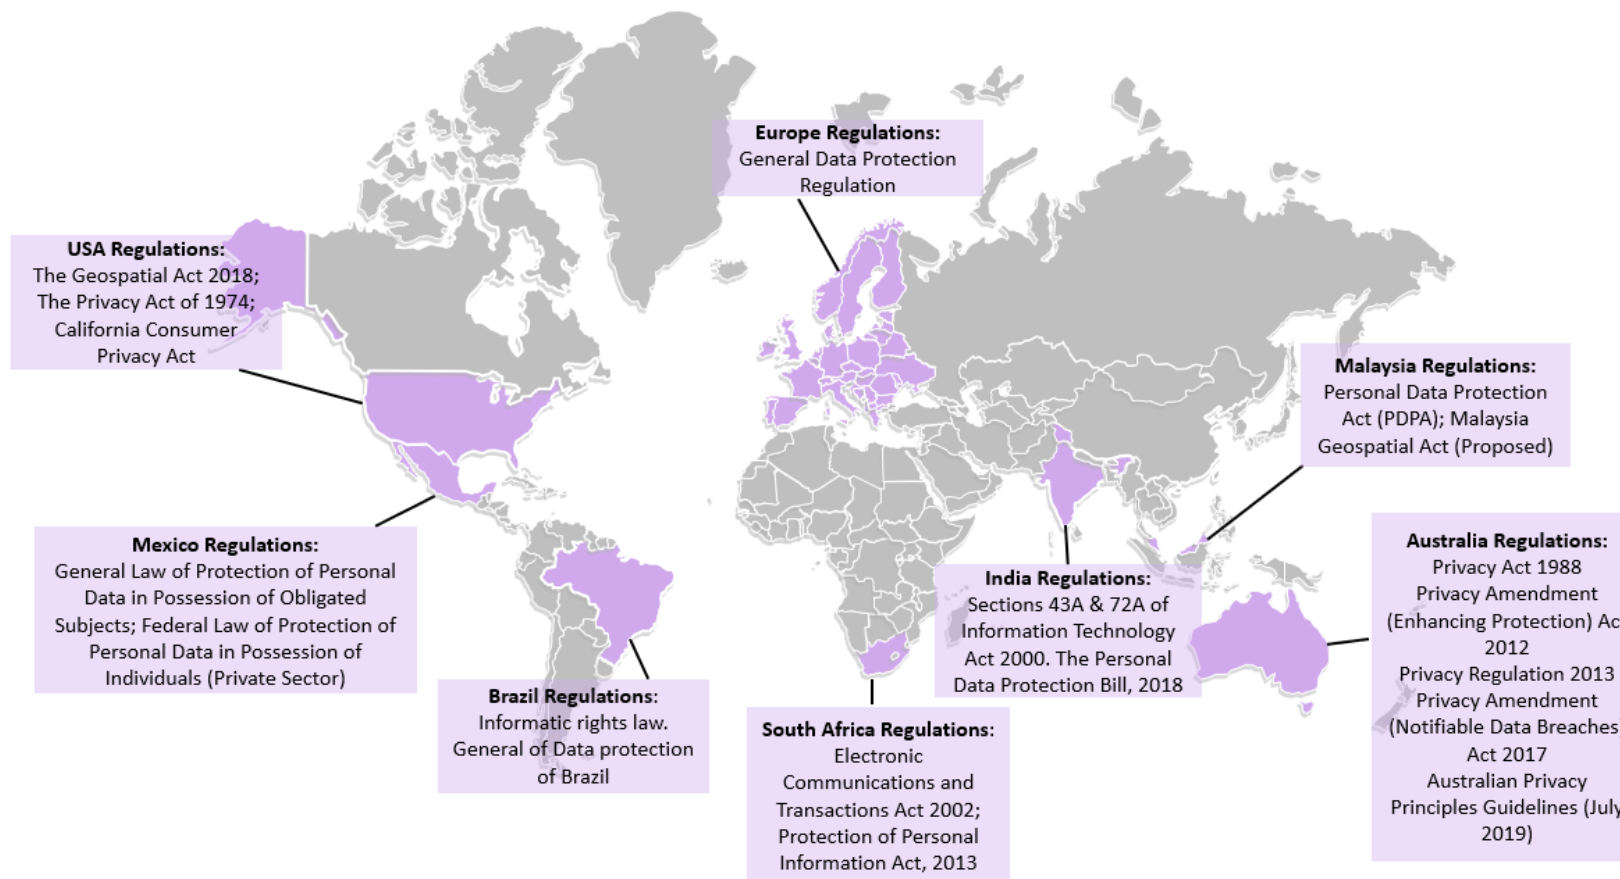 Europe Regulations:
General Data Protection
Regulation
USA Regulations:
The Geospatial Act 2018;
The Privacy Act of 1974;
California Consumer
Privacy Act
Malaysia Regulations:
Personal Data Protection
Act (PDPA); Malaysia
Geospatial Act (Proposed)
Mexico Regulations:
General Law of Protection of Personal
Data in Possession of Obligated
Subjects; Federal Law of Protection of
Personal Data in Possession of
Individuals (Private Sector)
Brazil Regulations:
Informatic rights law.
General of Data protection
of Brazil
South Africa Regulations:
Electronic
Communications and
Transactions Act 2002;
Protection of Personal
Information Act, 2013
India Regulations:
Sections 43A & 72A of
Information Technology
Act 2000. The Personal
Data Protection Bill, 2018
Australia Regulations:
Privacy Act 1988
Privacy Amendment
(Enhancing Protection) Ac
2012
Privacy Regulation 2013
Privacy Amendment
(Notifiable Data Breaches)
Act 2017
Australian Privacy
Principles Guidelines (July
2019)